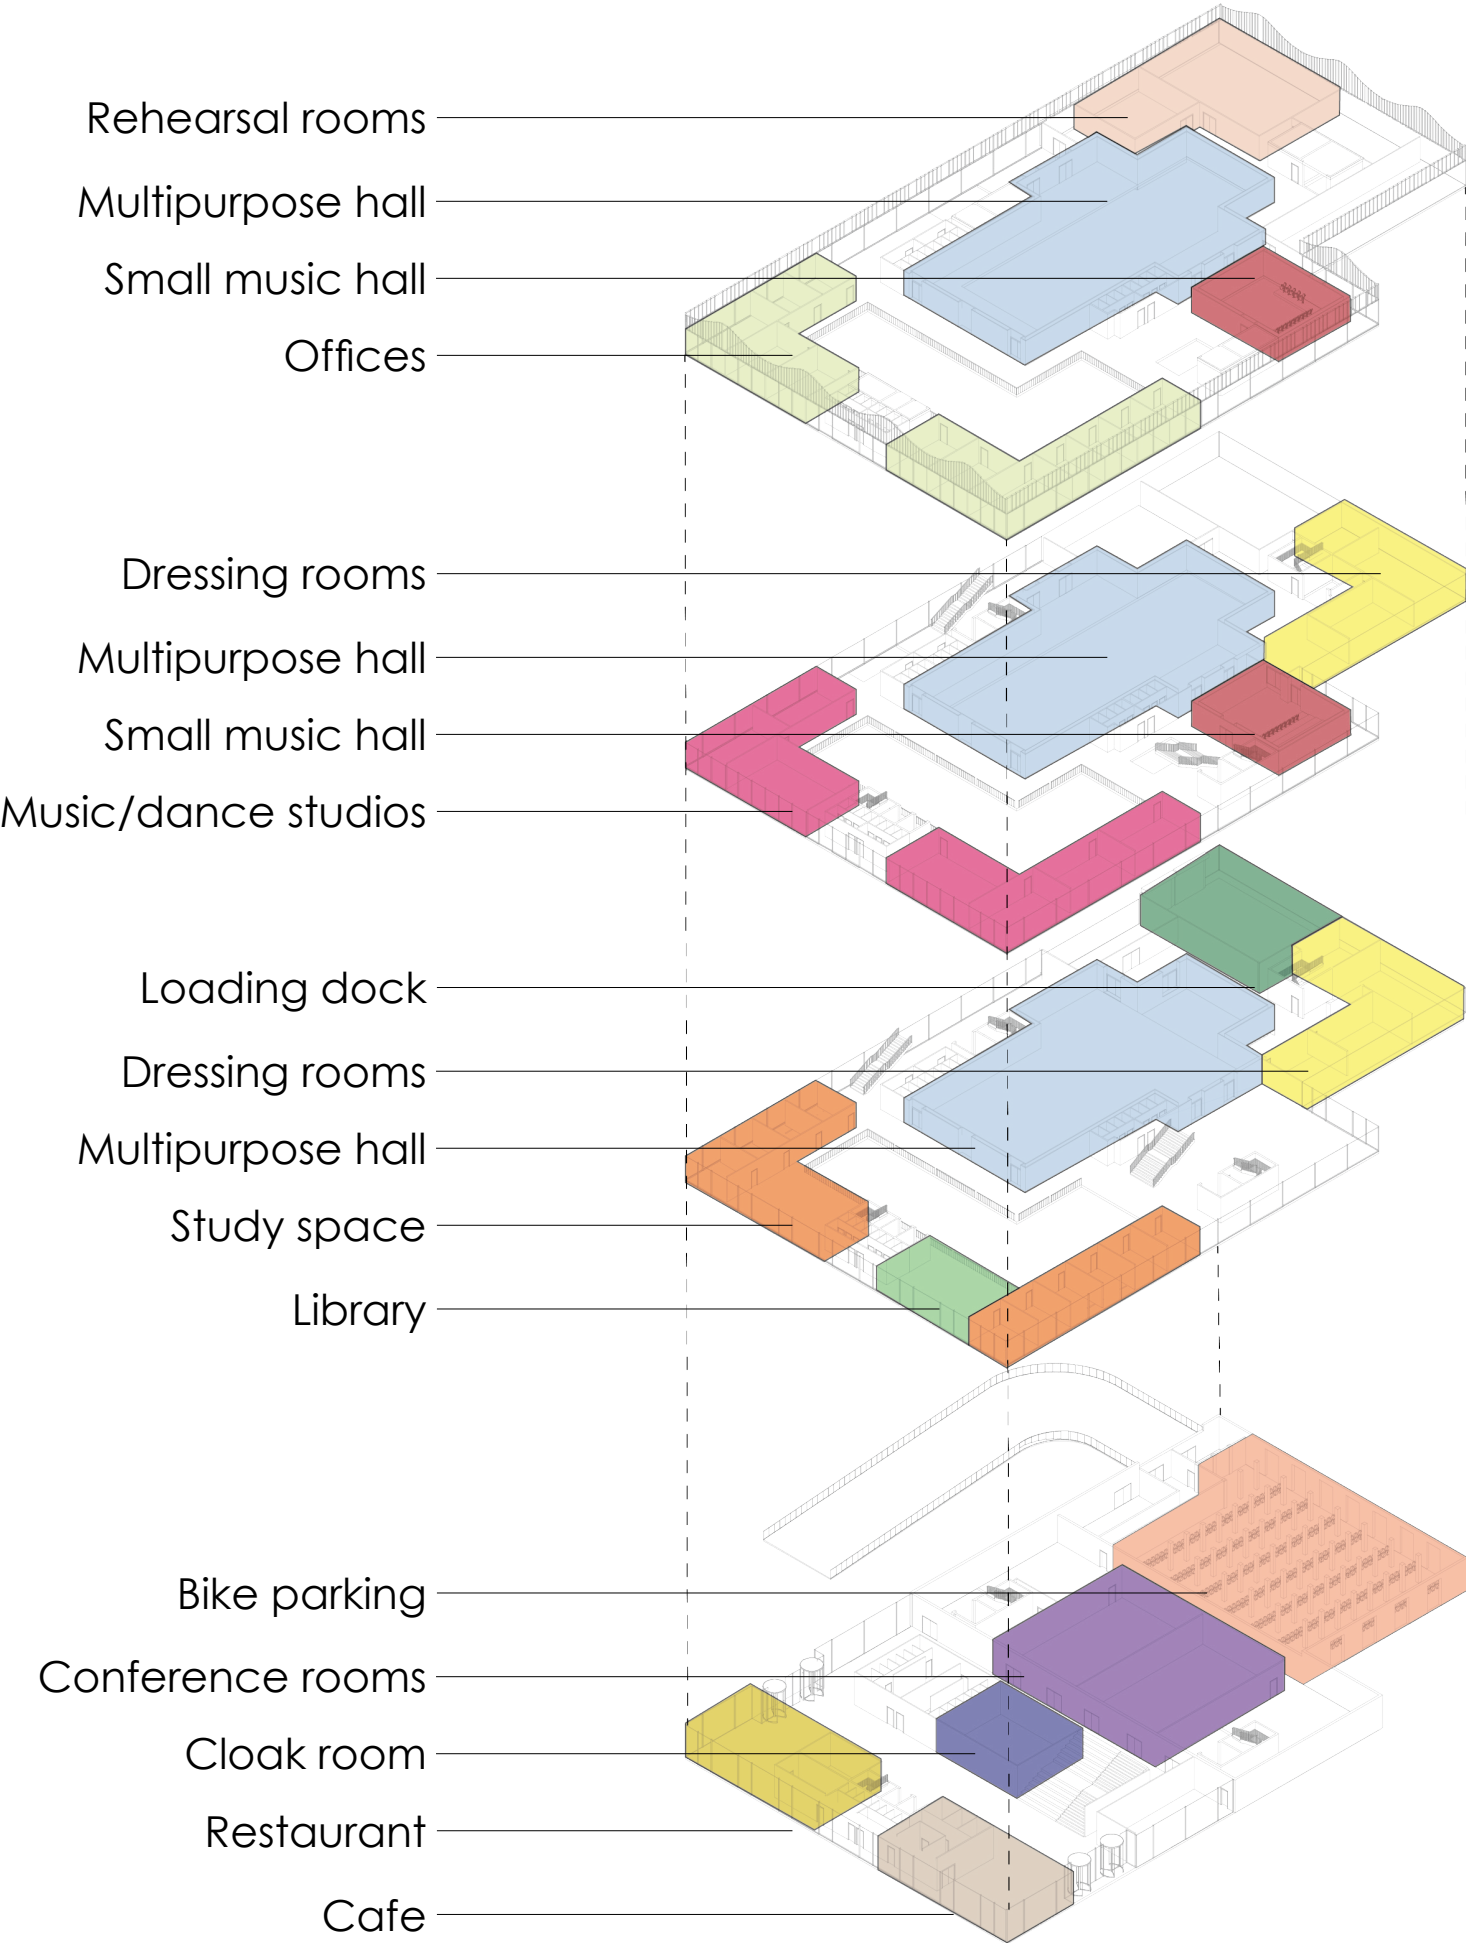 Rehearsal rooms
Multipurpose hall
Small music hall
Offices
Dressing rooms
Multipurpose hall
Small music hall
Music/dance studios
Loading dock
Dressing rooms
Multipurpose hall
Study space
Library
Bike parking
Conference rooms
Cloak room
Restaurant
Cafe